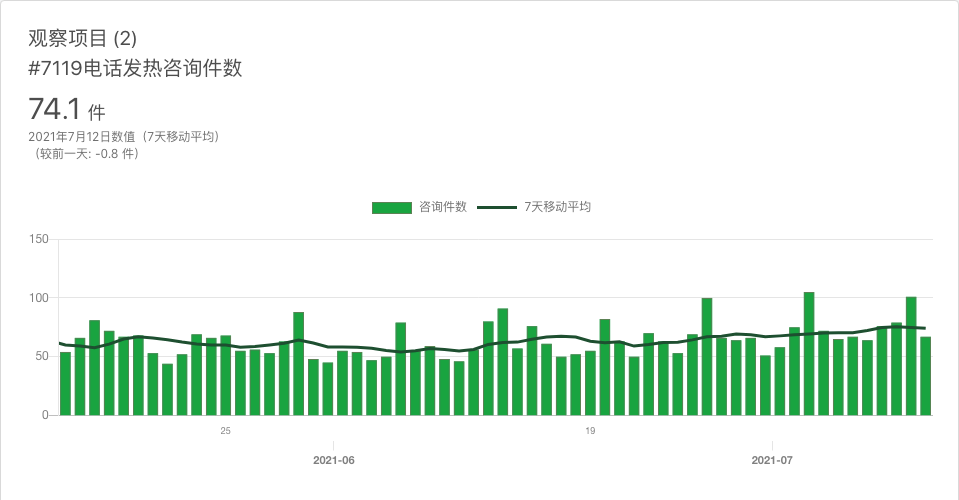 观察项目 (2)
#7119电话发热咨询件数
74.1 件
2021年7月12日数值（7天移动平均）
（较前一天: -0.8 件）
咨询件数 7天移动平均
150
100
50
0
25 19
2021-06 2021-07